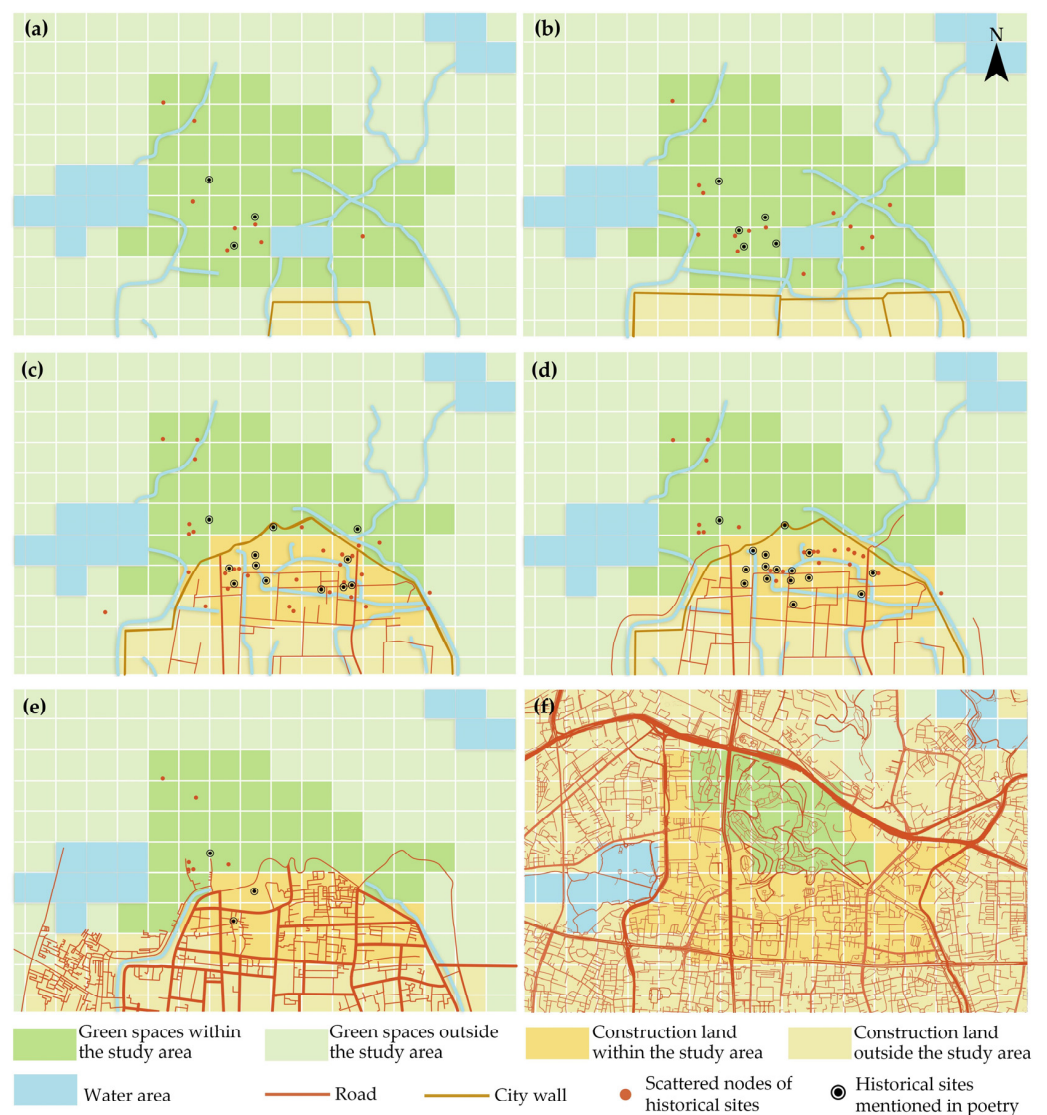 (a)
(b)
N
(c)
(d)
(e)
(f)
Green spaces within
the study area
Green spaces outside
the study area
Construction land
within the study area
Construction land
outside the study area
Water area
Road
City wall
Scattered nodes of
historical sites
Historical sites
mentioned in poetry